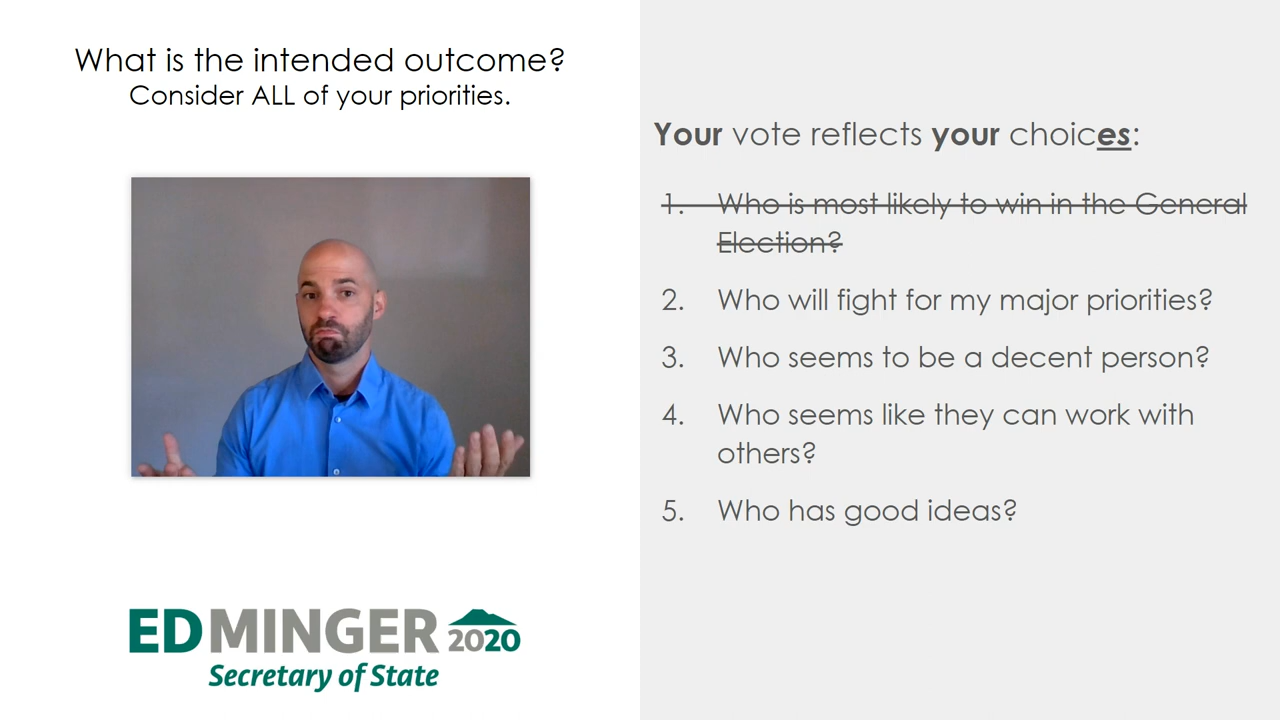 What is the intended outcome?
Consider ALL of your priorities.
EDMINGER 2020
Secretary of State
Your vote reflects your choices:
1. Who is most likely to win in the General
Election?
2. Who will fight for my major priorities?
3. Who seems to be a decent person?
4. Who seems like they can work with
others?
5. Who has good ideas?